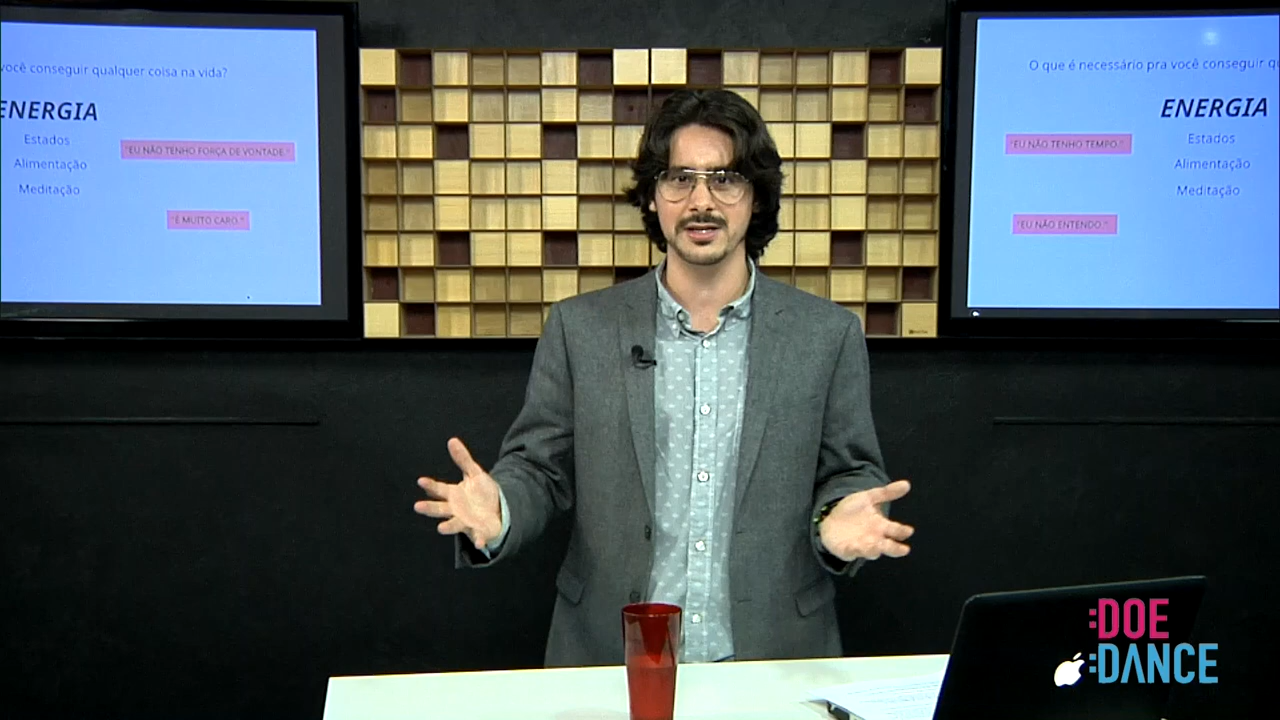 você conseguir qualquer coisa na vida?
ENERGIA
Estados
Alimentação
Meditação
"EU NÃO TENHO FORÇA DE VONTADE."
"É MUITO CARO."
O que é necessário pra você conseguir qu
ENERGIA
"EU NÃO TENHO TEMPO."
Estados
Alimentação
Meditação
"EU NÃO ENTENDO."
:DOE
:DANCE